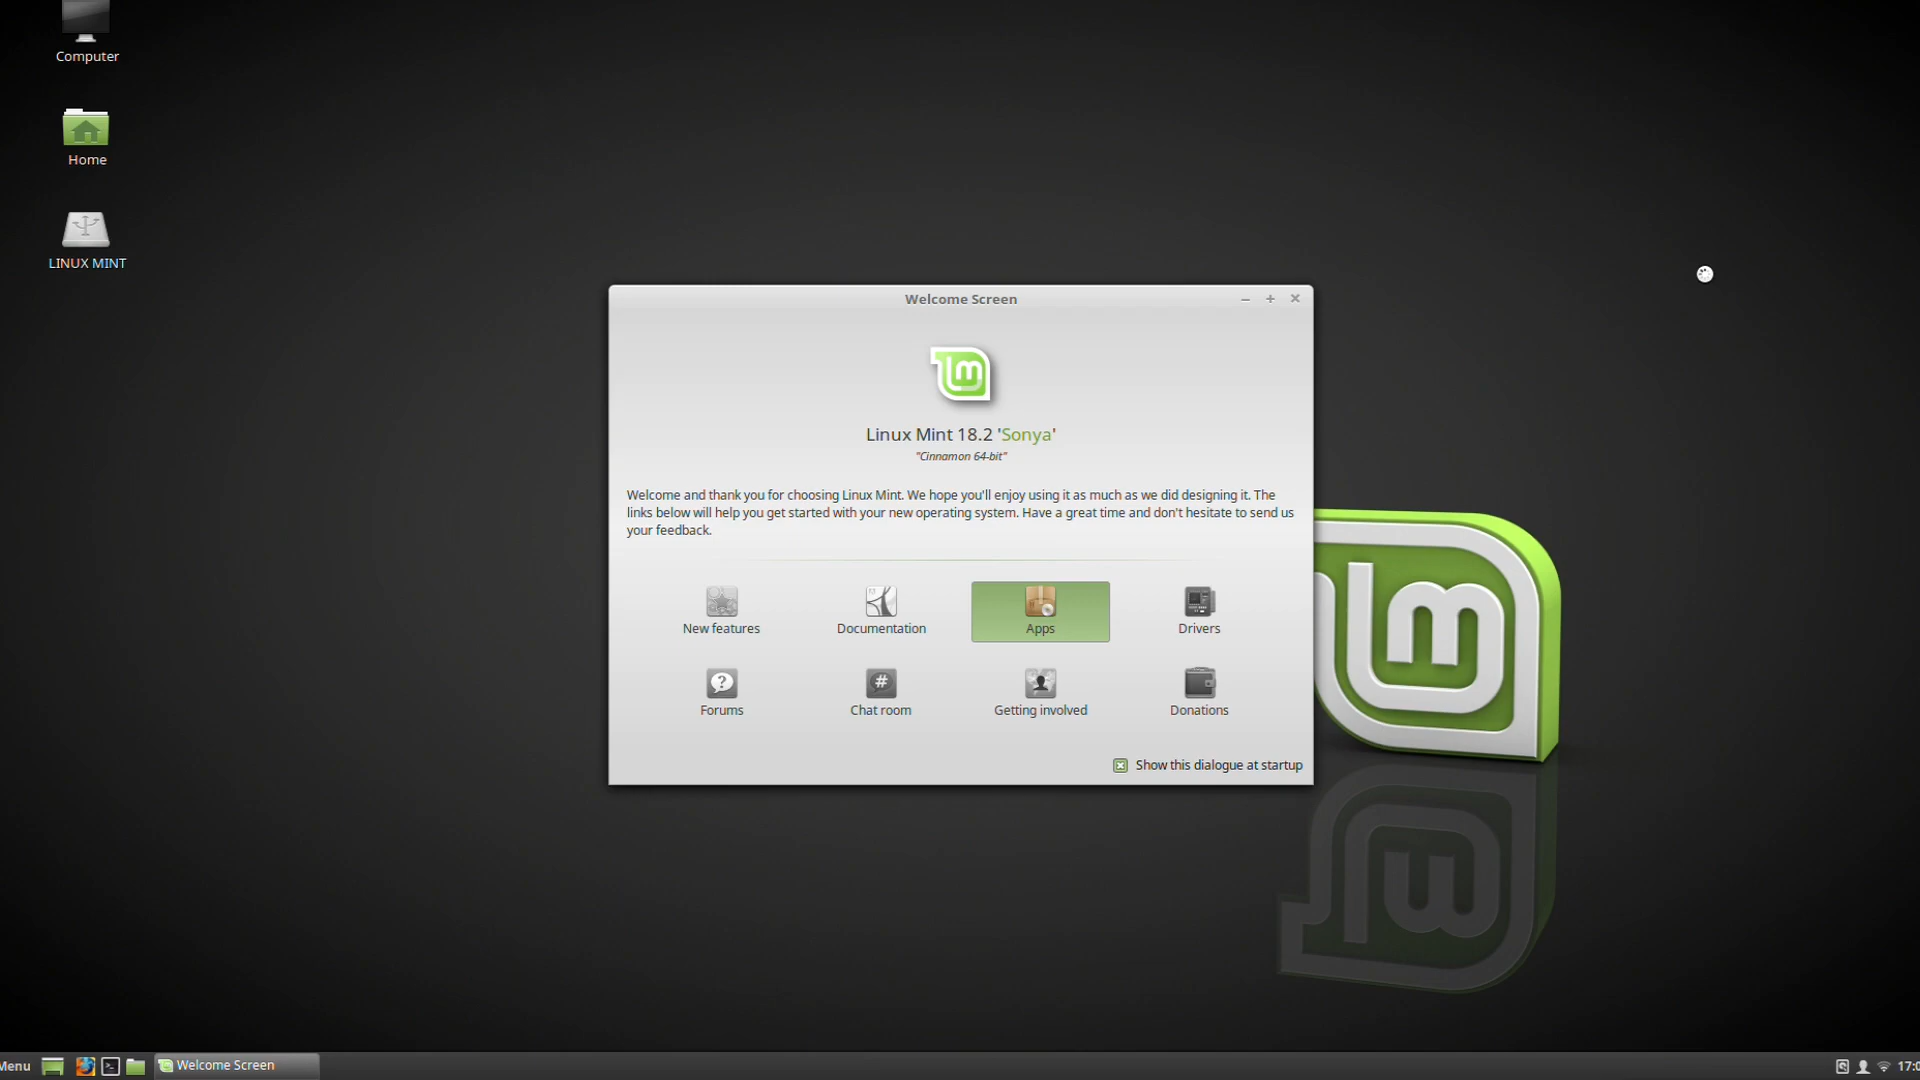 Computer
Home
LINUX MINT
Welcome Screen
Linux Mint 18.2 'Sonya'
"Cinnamon 64-bit"
Welcome and thank you for choosing Linux Mint. We hope you'll enjoy using it as much as we did designing it. The
links below will help you get started with your new operating system. Have a great time and don't hesitate to send us
your feedback.
New features
Documentation
Apps
Drivers
Forums
Chat room
Getting involved
Donations
Show this dialogue at startup
Menu
Welcome Screen